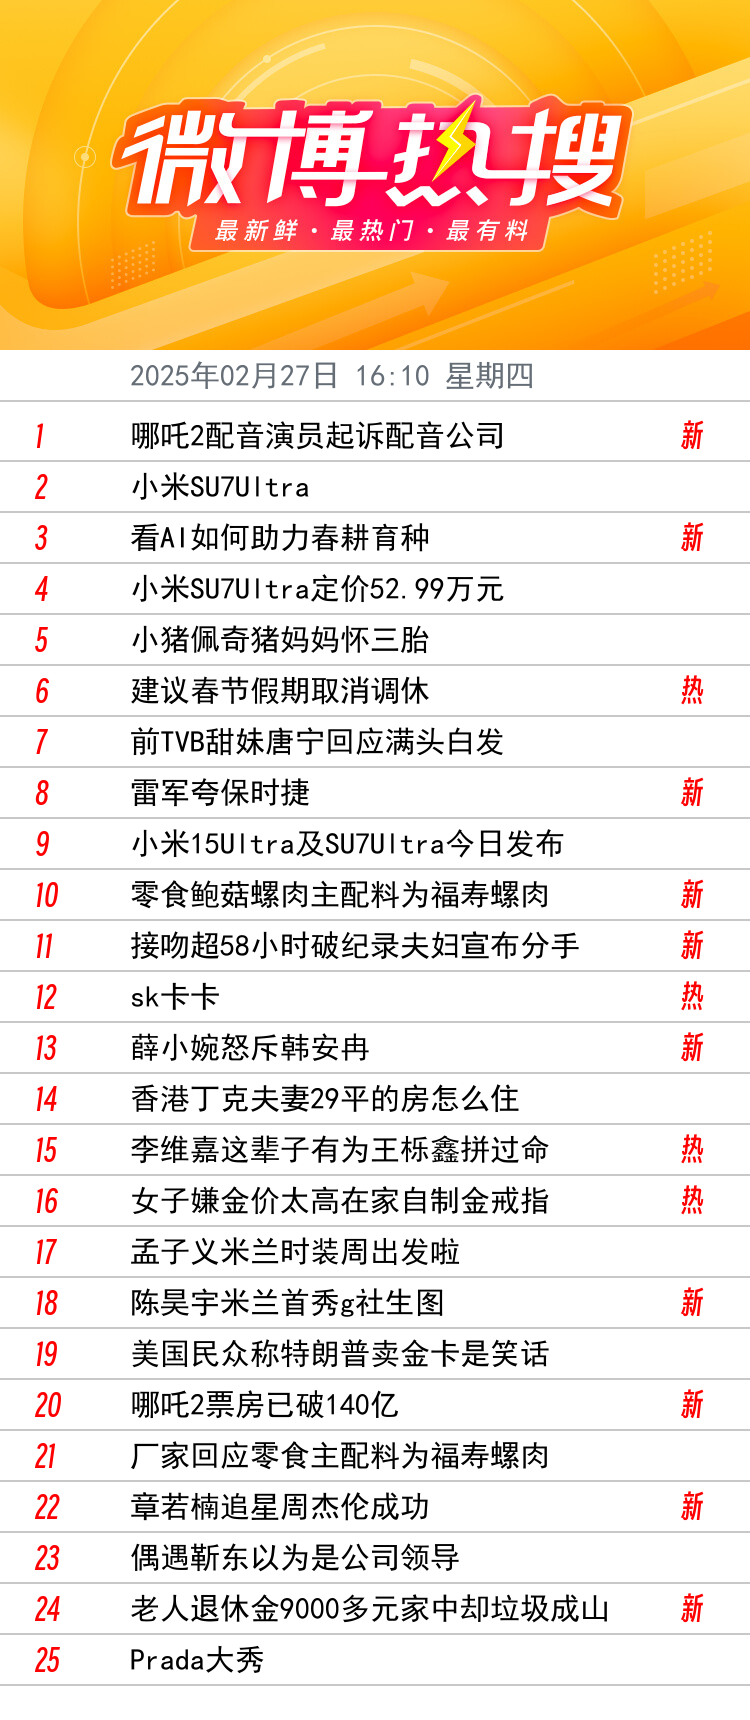 微博热搜
最新鲜·最热门·最有料
2025年02月27日 16:10 星期四
1 哪吒2配音演员起诉配音公司 新
2 小米SU7Ultra
3 看AI如何助力春耕育种 新
4 小米SU7Ultra定价52.99万元
5 小猪佩奇猪妈妈怀三胎
6 建议春节假期取消调休 热
7 前TVB甜妹唐宁回应满头白发
8 雷军夸保时捷 新
9 小米15Ultra及SU7Ultra今日发布
10 零食鲍菇螺肉主配料为福寿螺肉 新
11 接吻超58小时破纪录夫妇宣布分手 新
12 sk卡卡 热
13 薛小婉怒斥韩安冉 新
14 香港丁克夫妻29平的房怎么住
15 李维嘉这辈子有为王栎鑫拼过命 热
16 女子嫌金价太高在家自制金戒指 热
17 孟子义米兰时装周出发啦
18 陈昊宇米兰首秀g社生图 新
19 美国民众称特朗普卖金卡是笑话
20 哪吒2票房已破140亿 新
21 厂家回应零食主配料为福寿螺肉
22 章若楠追星周杰伦成功 新
23 偶遇靳东以为是公司领导
24 老人退休金9000多元家中却垃圾成山 新
25 Prada大秀